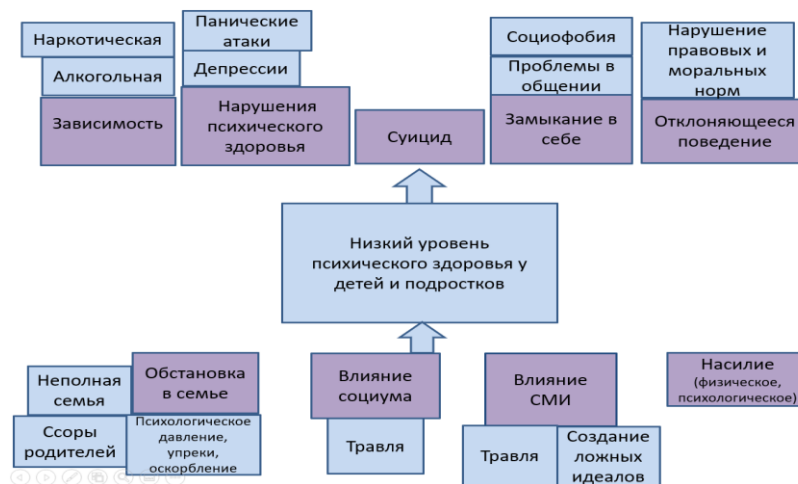 Наркотическая
Алкогольная
Зависимость
Панические
атаки
Депрессии
Нарушения
психического
здоровья
Суицид
Социофобия
Проблемы в
общении
Замыкание в
себе
Нарушение
правовых и
моральных
норм
Отклоняющееся
поведение
Низкий уровень
психического здоровья у
детей и подростков
Неполная
семья
Обстановка
в семье
Ссоры
родителей
Психологическое
давление,
упреки,
оскорбление
Влияние
социума
Травля
Влияние
СМИ
Травля
Создание
ложных
идеалов
Насилие
(физическое,
психологическое)